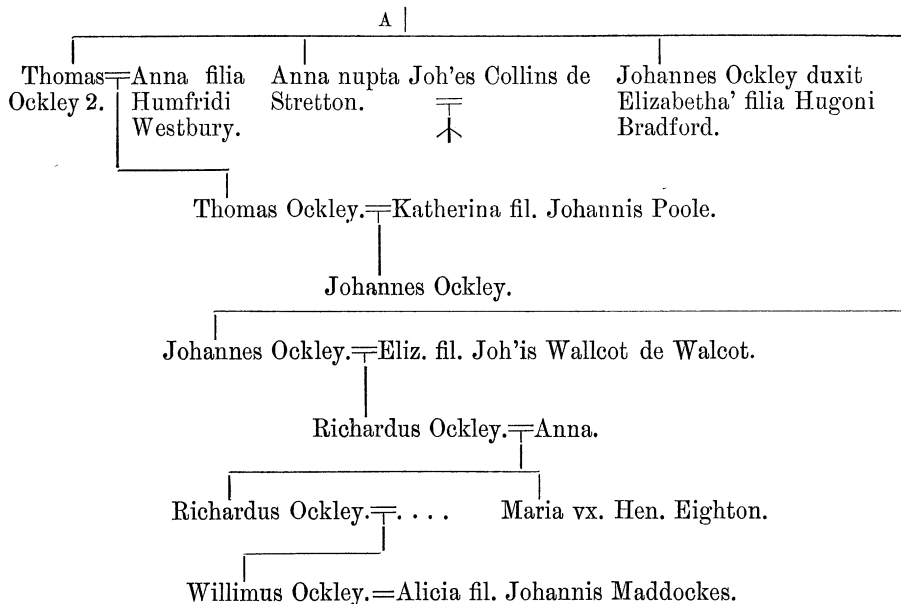 A
Thomas Anna filia Anna nupta Joh'es Collins de Johannes Ockley duxit
Ockley 2. Humfridi Stretton. Elizabetha' filia Hugoni
Westbury. Bradford.
Thomas Ockley.=Katherina fil. Johannis Poole.
Johannes Ockley.
Johannes Ockley.=Eliz. fil. Joh'is Wallcot de Walcot.
Richardus Ockley.=Anna.
Richardus Ockley.=. . . . Maria vx. Hen. Eighton.
Willimus Ockley.=Alicia fil. Johannis Maddockes.